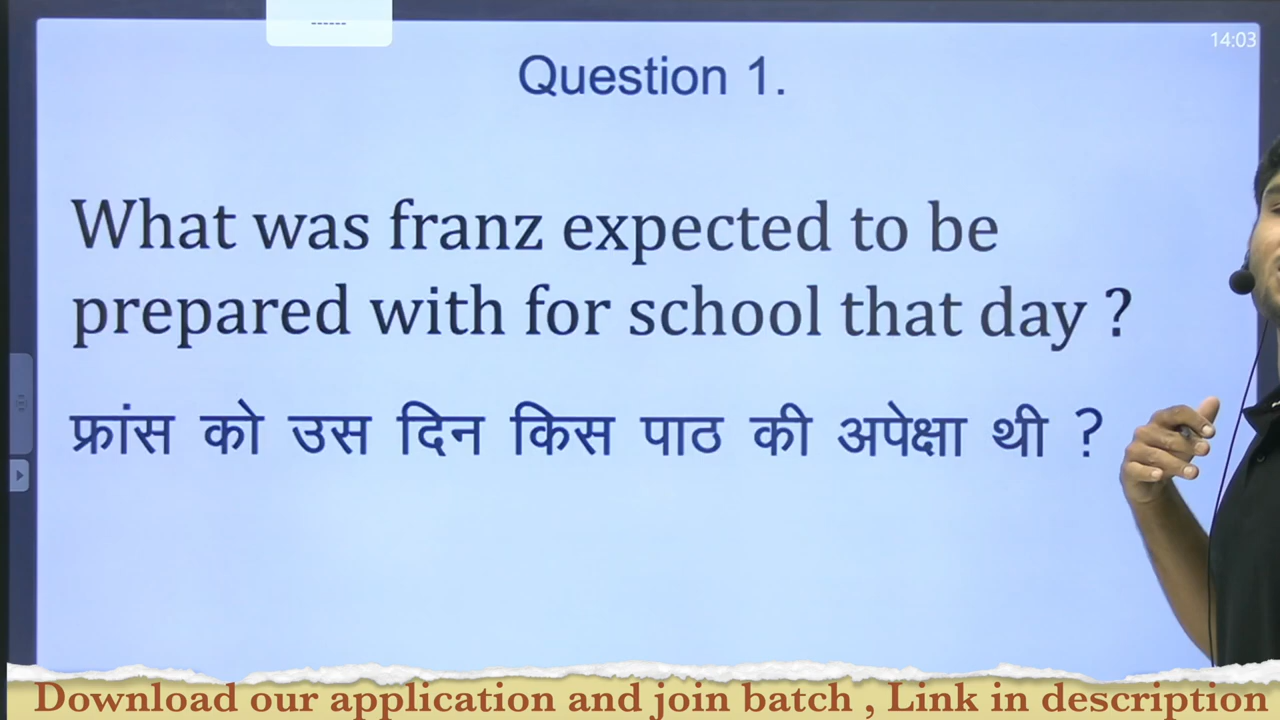 ------
14:03
Question 1.
What was franz expected to be
prepared with for school that day ?
फ्रांस को उस दिन किस पाठ की अपेक्षा थी ?
Download our application and join batch , Link in description